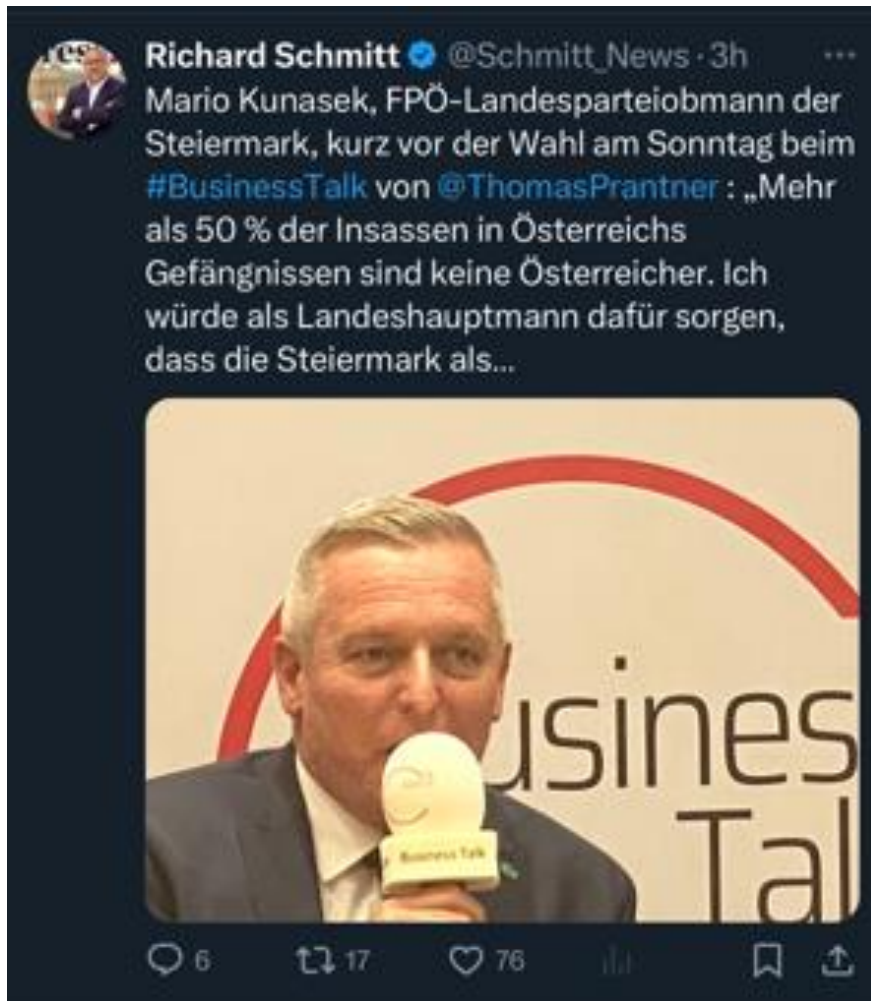 Richard Schmitt @Schmitt_News · 3h
Mario Kunasek, FPÖ-Landesparteiobmann der
Steiermark, kurz vor der Wahl am Sonntag beim
#BusinessTalk von @ThomasPrantner : „Mehr
als 50 % der Insassen in Österreichs
Gefängnissen sind keine Österreicher. Ich
würde als Landeshauptmann dafür sorgen,
dass die Steiermark als...
usines
Tal
Business Talk
6 17 76